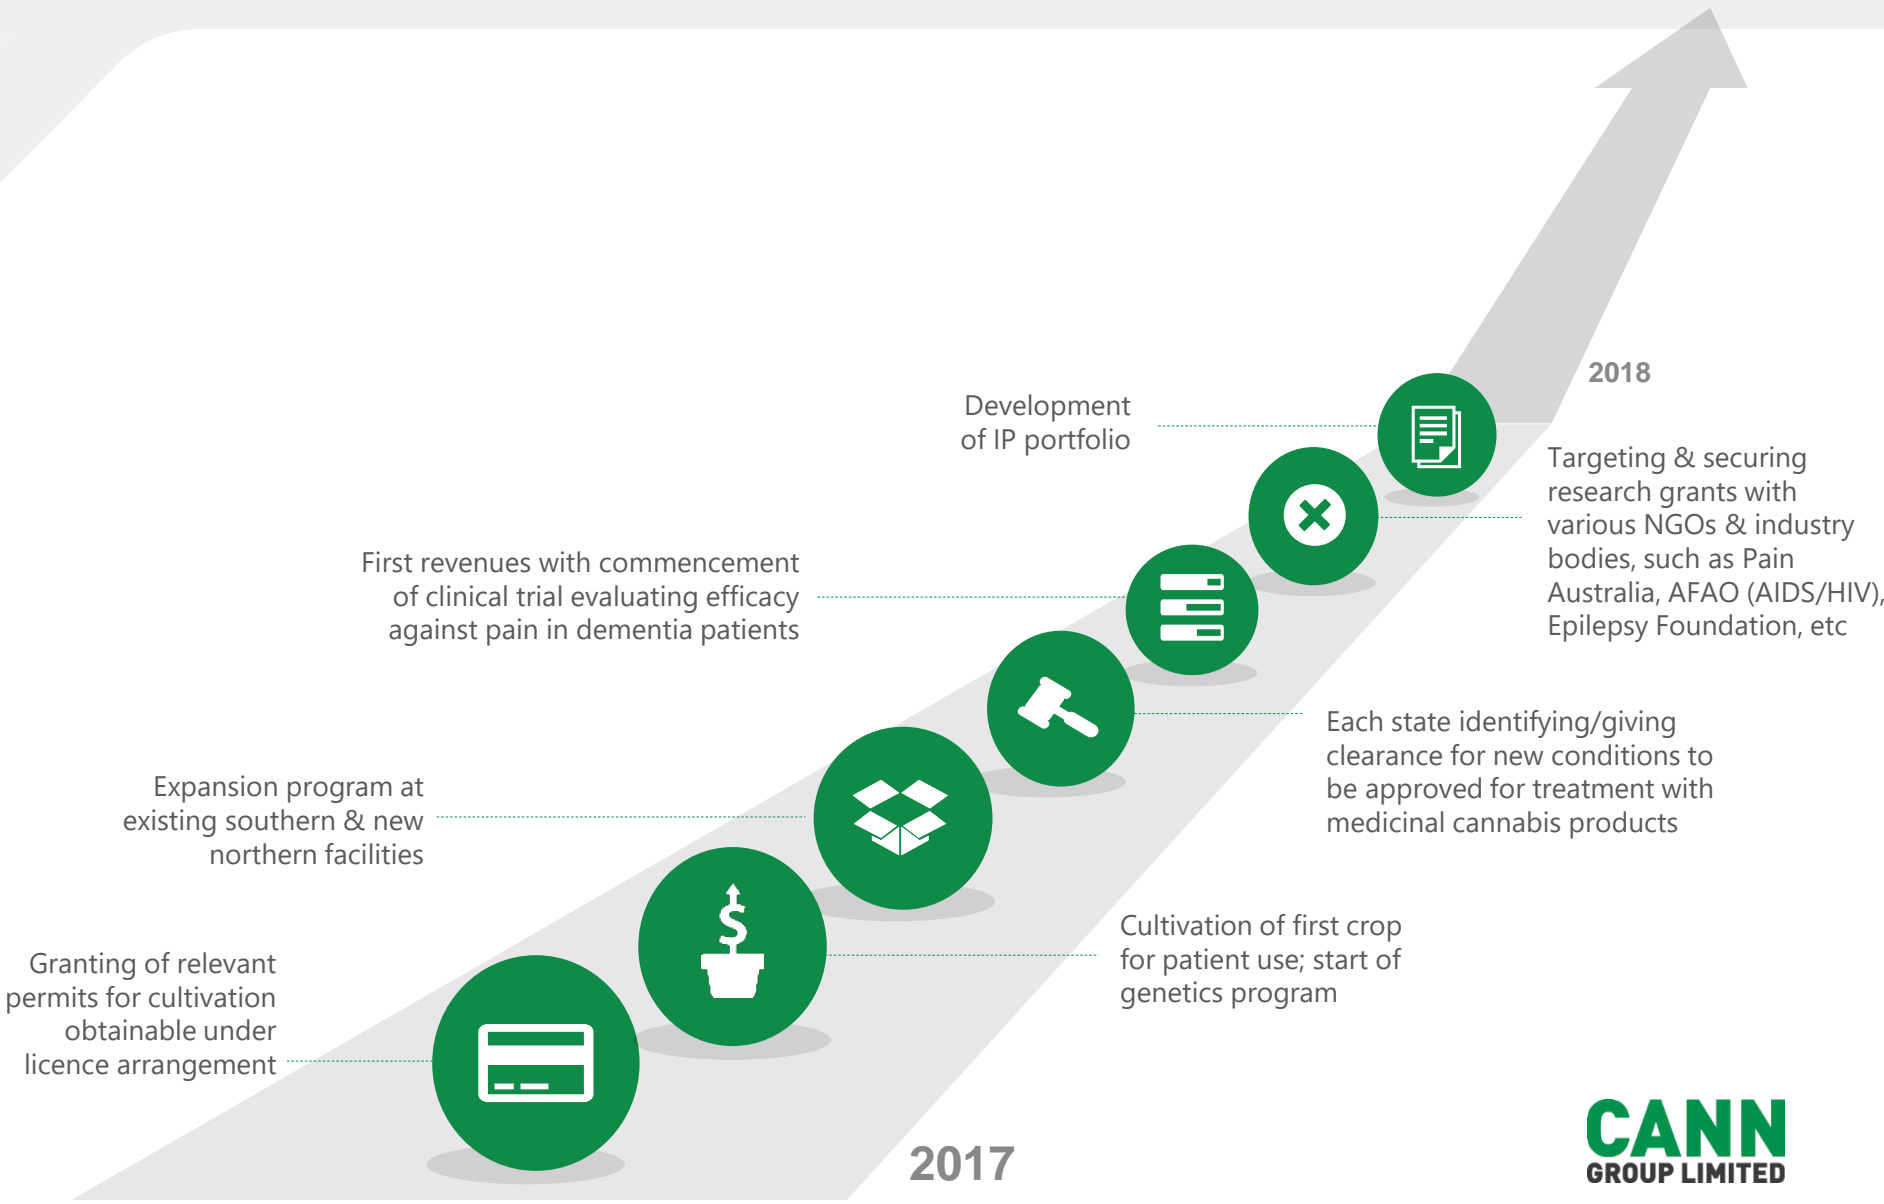 2018
Development
of IP portfolio
Targeting & securing
research grants with
various NGOs & industry
bodies, such as Pain
Australia, AFAO (AIDS/HIV),
Epilepsy Foundation, etc
First revenues with commencement
of clinical trial evaluating efficacy
against pain in dementia patients
Each state identifying/giving
clearance for new conditions to
be approved for treatment with
medicinal cannabis products
Expansion program at
existing southern & new
northern facilities
Cultivation of first crop
for patient use; start of
genetics program
Granting of relevant
permits for cultivation
obtainable under
licence arrangement
2017
CANN
GROUP LIMITED